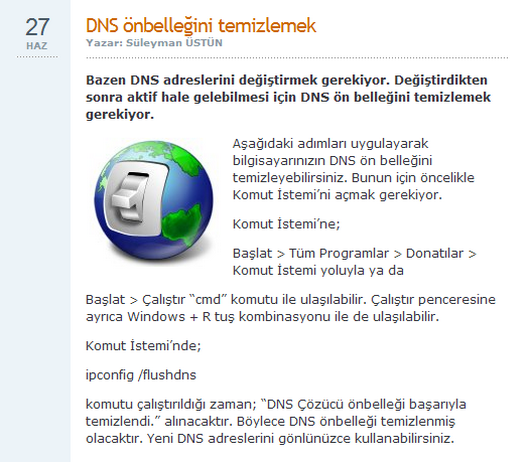 27
HAZ
DNS önbelleğini temizlemek
Yazar: Süleyman ÜSTÜN
Bazen DNS adreslerini değiştirmek gerekiyor. Değiştirdikten
sonra aktif hale gelebilmesi için DNS ön belleğini temizlemek
gerekiyor.
Aşağıdaki adımları uygulayarak
bilgisayarınızın DNS ön belleğini
temizleyebilirsiniz. Bunun için öncelikle
Komut İstemi’ni açmak gerekiyor.
Komut İstemi’ne;
Başlat > Tüm Programlar > Donatılar >
Komut İstemi yoluyla ya da
Başlat > Çalıştır “cmd” komutu ile ulaşılabilir. Çalıştır penceresine
ayrıca Windows + R tuş kombinasyonu ile de ulaşılabilir.
Komut İstemi’nde;
ipconfig /flushdns
komutu çalıştırıldığı zaman; “DNS Çözücü önbelleği başarıyla
temizlendi.” alınacaktır. Böylece DNS önbelleği temizlenmiş
olacaktır. Yeni DNS adreslerini gönlünüzce kullanabilirsiniz.